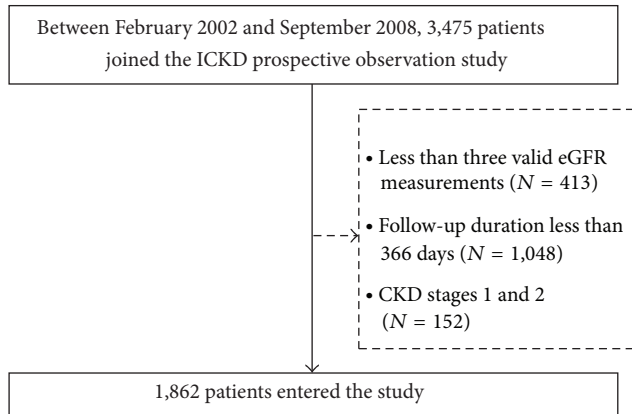 Between February 2002 and September 2008, 3,475 patients
joined the ICKD prospective observation study
• Less than three valid eGFR
measurements (N = 413)
• Follow-up duration less than
366 days (N = 1,048)
• CKD stages 1 and 2
(N = 152)
1,862 patients entered the study